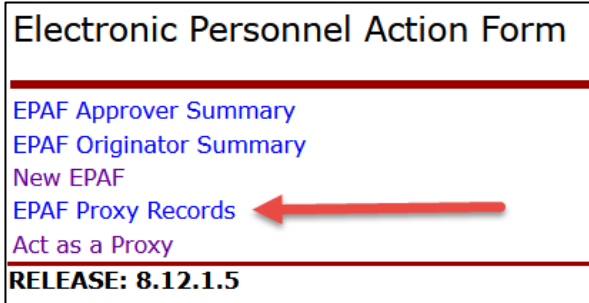 Electronic Personnel Action Form
EPAF Approver Summary
EPAF Originator Summary
New EPAF
EPAF Proxy Records
Act as a Proxy
RELEASE: 8.12.1.5